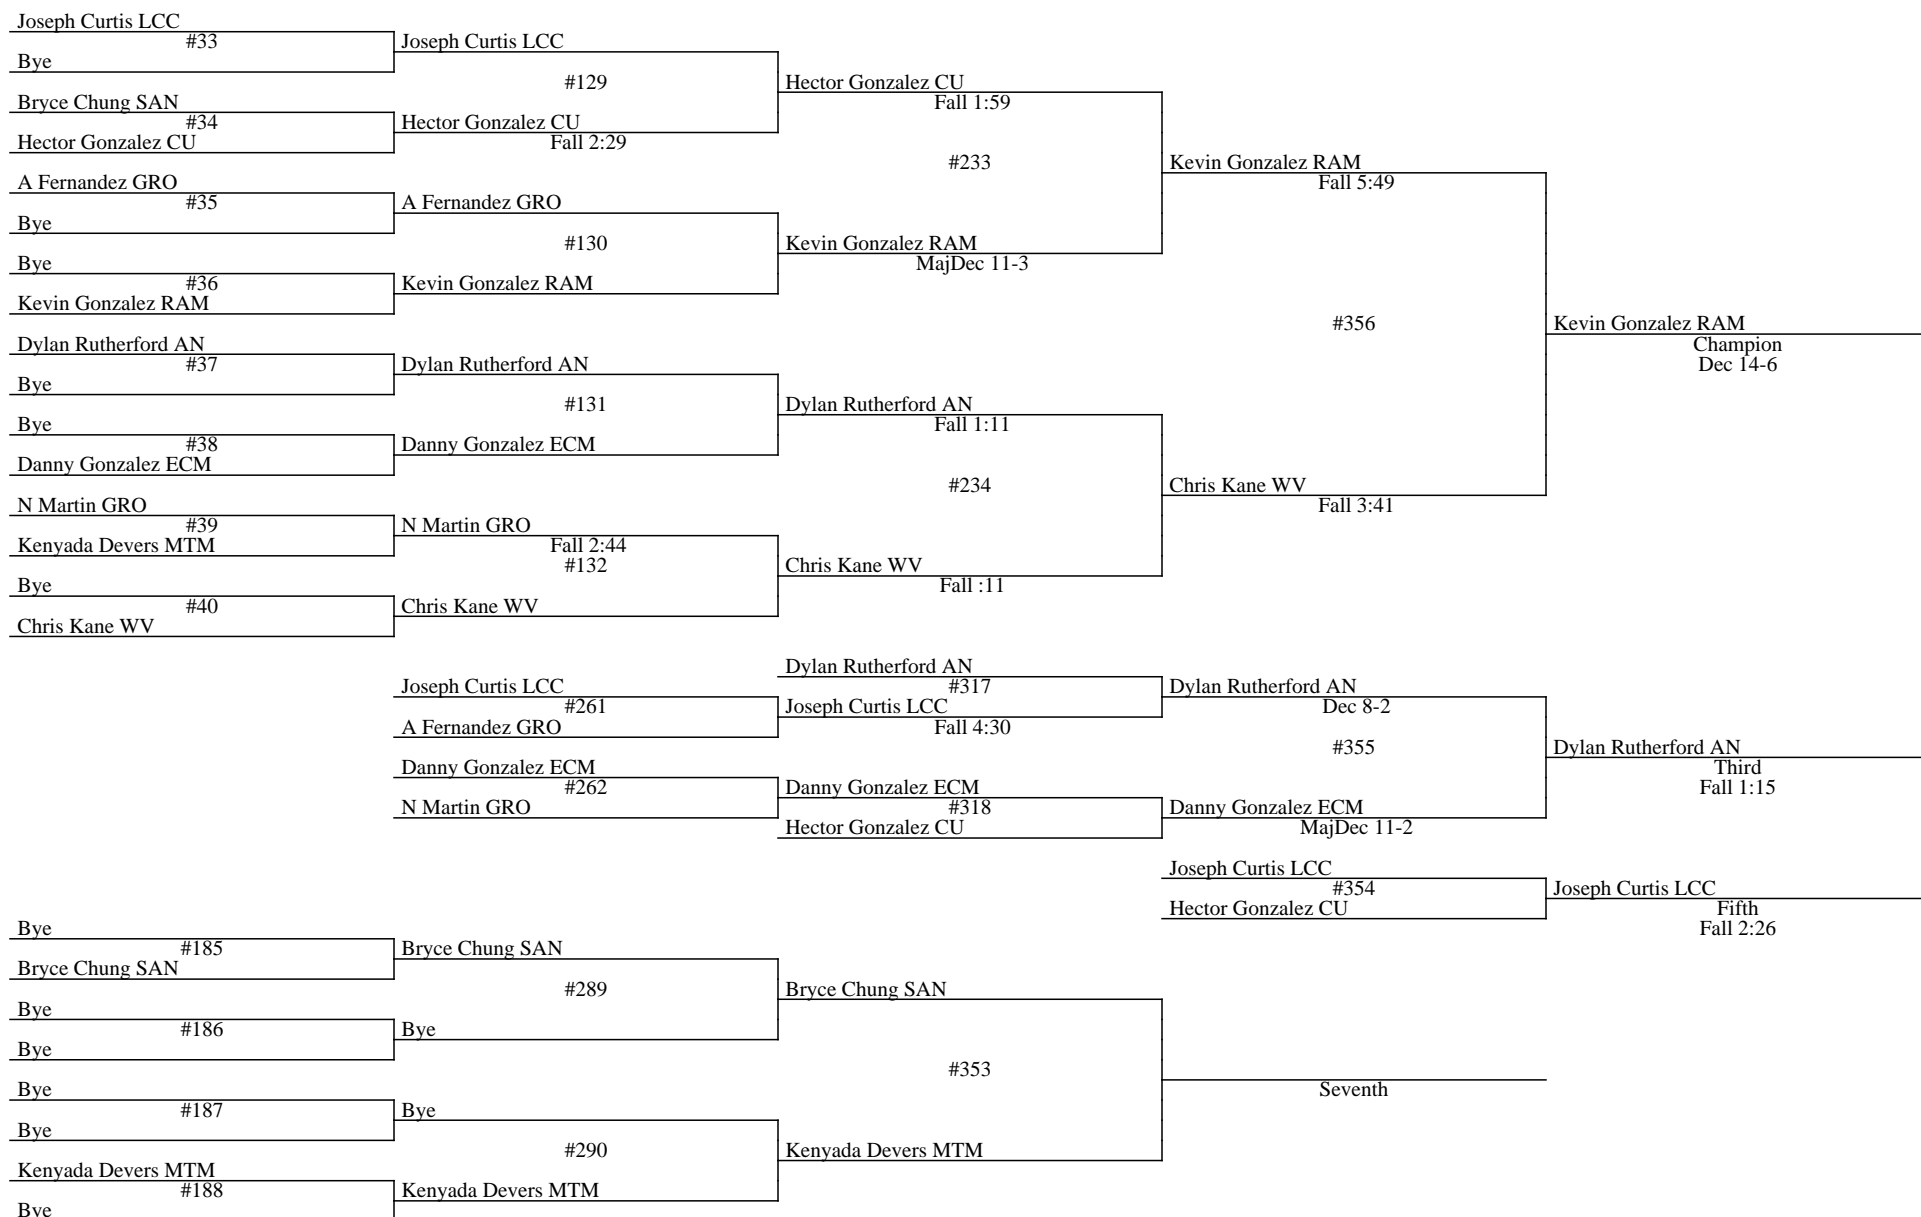 Joseph Curtis LCC
#33
Bye
Joseph Curtis LCC
#129
Bryce Chung SAN
#34
Hector Gonzalez CU
Hector Gonzalez CU
Fall 2:29
Hector Gonzalez CU
Fall 1:59
#233
A Fernandez GRO
#35
Bye
A Fernandez GRO
#130
Bye
#36
Kevin Gonzalez RAM
Kevin Gonzalez RAM
Kevin Gonzalez RAM
MajDec 11-3
Kevin Gonzalez RAM
Fall 5:49
#356
Dylan Rutherford AN
#37
Bye
Dylan Rutherford AN
#131
Bye
#38
Danny Gonzalez ECM
Danny Gonzalez ECM
Dylan Rutherford AN
Fall 1:11
#234
N Martin GRO
#39
Kenyada Devers MTM
N Martin GRO
Fall 2:44
#132
Bye
#40
Chris Kane WV
Chris Kane WV
Chris Kane WV
Fall :11
Chris Kane WV
Fall 3:41
Kevin Gonzalez RAM
Champion
Dec 14-6
Dylan Rutherford AN
#317
Joseph Curtis LCC
#261
A Fernandez GRO
Joseph Curtis LCC
Fall 4:30
Dylan Rutherford AN
Dec 8-2
#355
Danny Gonzalez ECM
#262
N Martin GRO
Danny Gonzalez ECM
#318
Hector Gonzalez CU
Danny Gonzalez ECM
MajDec 11-2
Dylan Rutherford AN
Third
Fall 1:15
Joseph Curtis LCC
#354
Hector Gonzalez CU
Joseph Curtis LCC
Fifth
Fall 2:26
Bye
#185
Bryce Chung SAN
Bryce Chung SAN
#289
Bye
#186
Bye
Bye
Bryce Chung SAN
#353
Bye
#187
Bye
Bye
#290
Kenyada Devers MTM
#188
Bye
Kenyada Devers MTM
Kenyada Devers MTM
Seventh